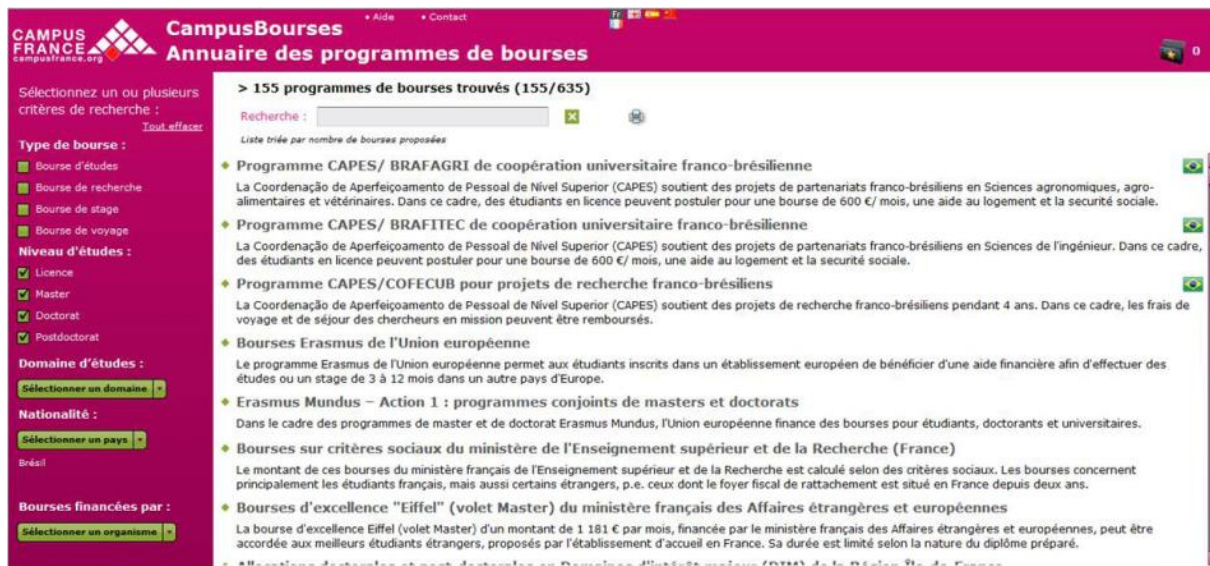 • Aide • Contact
Fr
CAMPUS
FRANCE
campusfrance.org
CampusBourses
Annuaire des programmes de bourses
0
Sélectionnez un ou plusieurs
critères de recherche :
Tout effacer
Type de bourse :
Bourse d'études
Bourse de recherche
Bourse de stage
Bourse de voyage
Niveau d'études :
Licence
Master
Doctorat
Postdoctorat
Domaine d'études :
Sélectionner un domaine
Nationalité :
Sélectionner un pays
Brésil
Bourses financées par :
Sélectionner un organisme
> 155 programmes de bourses trouvés (155/635)
Recherche :
Liste triée par nombre de bourses proposées
Programme CAPES/ BRAFAGRI de coopération universitaire franco-brésilienne
La Coordenação de Aperfeiçoamento de Pessoal de Nível Superior (CAPES) soutient des projets de partenariats franco-brésiliens en Sciences agronomiques, agro-
alimentaires et vétérinaires. Dans ce cadre, des étudiants en licence peuvent postuler pour une bourse de 600 €/ mois, une aide au logement et la securité sociale.
Programme CAPES/ BRAFITEC de coopération universitaire franco-brésilienne
La Coordenação de Aperfeiçoamento de Pessoal de Nível Superior (CAPES) soutient des projets de partenariats franco-brésiliens en Sciences de l'ingénieur. Dans ce cadre,
des étudiants en licence peuvent postuler pour une bourse de 600 €/ mois, une aide au logement et la securité sociale.
Programme CAPES/COFECUB pour projets de recherche franco-brésiliens
La Coordenação de Aperfeiçoamento de Pessoal de Nível Superior (CAPES) soutient des projets de recherche franco-brésiliens pendant 4 ans. Dans ce cadre, les frais de
voyage et de séjour des chercheurs en mission peuvent être remboursés.
Bourses Erasmus de l'Union européenne
Le programme Erasmus de l'Union européenne permet aux étudiants inscrits dans un établissement européen de bénéficier d'une aide financière afin d'effectuer des
études ou un stage de 3 à 12 mois dans un autre pays d'Europe.
Erasmus Mundus – Action 1 : programmes conjoints de masters et doctorats
Dans le cadre des programmes de master et de doctorat Erasmus Mundus, l'Union européenne finance des bourses pour étudiants, doctorants et universitaires.
Bourses sur critères sociaux du ministère de l'Enseignement supérieur et de la Recherche (France)
Le montant de ces bourses du ministère français de l'Enseignement supérieur et de la Recherche est calculé selon des critères sociaux. Les bourses concernent
principalement les étudiants français, mais aussi certains étrangers, p.e. ceux dont le foyer fiscal de rattachement est situé en France depuis deux ans.
Bourses d'excellence "Eiffel" (volet Master) du ministère français des Affaires étrangères et européennes
La bourse d'excellence Eiffel (volet Master) d'un montant de 1 181 € par mois, financée par le ministère français des Affaires étrangères et européennes, peut être
accordée aux meilleurs étudiants étrangers, proposés par l'établissement d'accueil en France. Sa durée est limité selon la nature du diplôme préparé.
Allocations doctorales et post-doctorales en Domaines d'intérêt majeur (DIM) de la Région Île-de-France